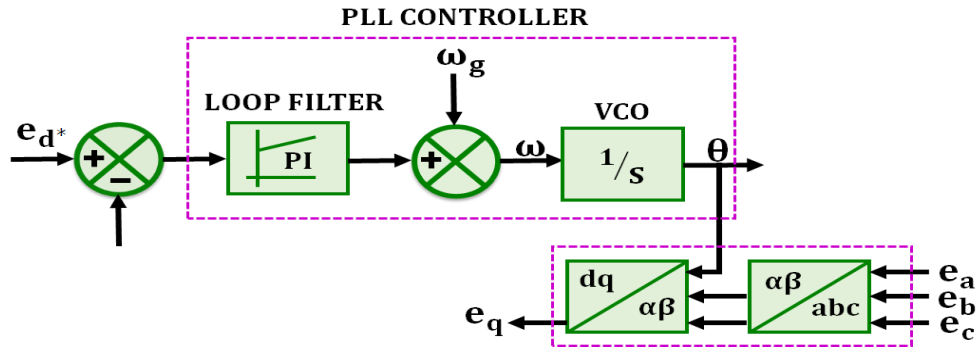 PLL CONTROLLER
ωg
LOOP FILTER
VCO
ed*
+
−
PI
+
ω
1/s
θ
dq
αβ
αβ
abc
ea
eb
ec
eq